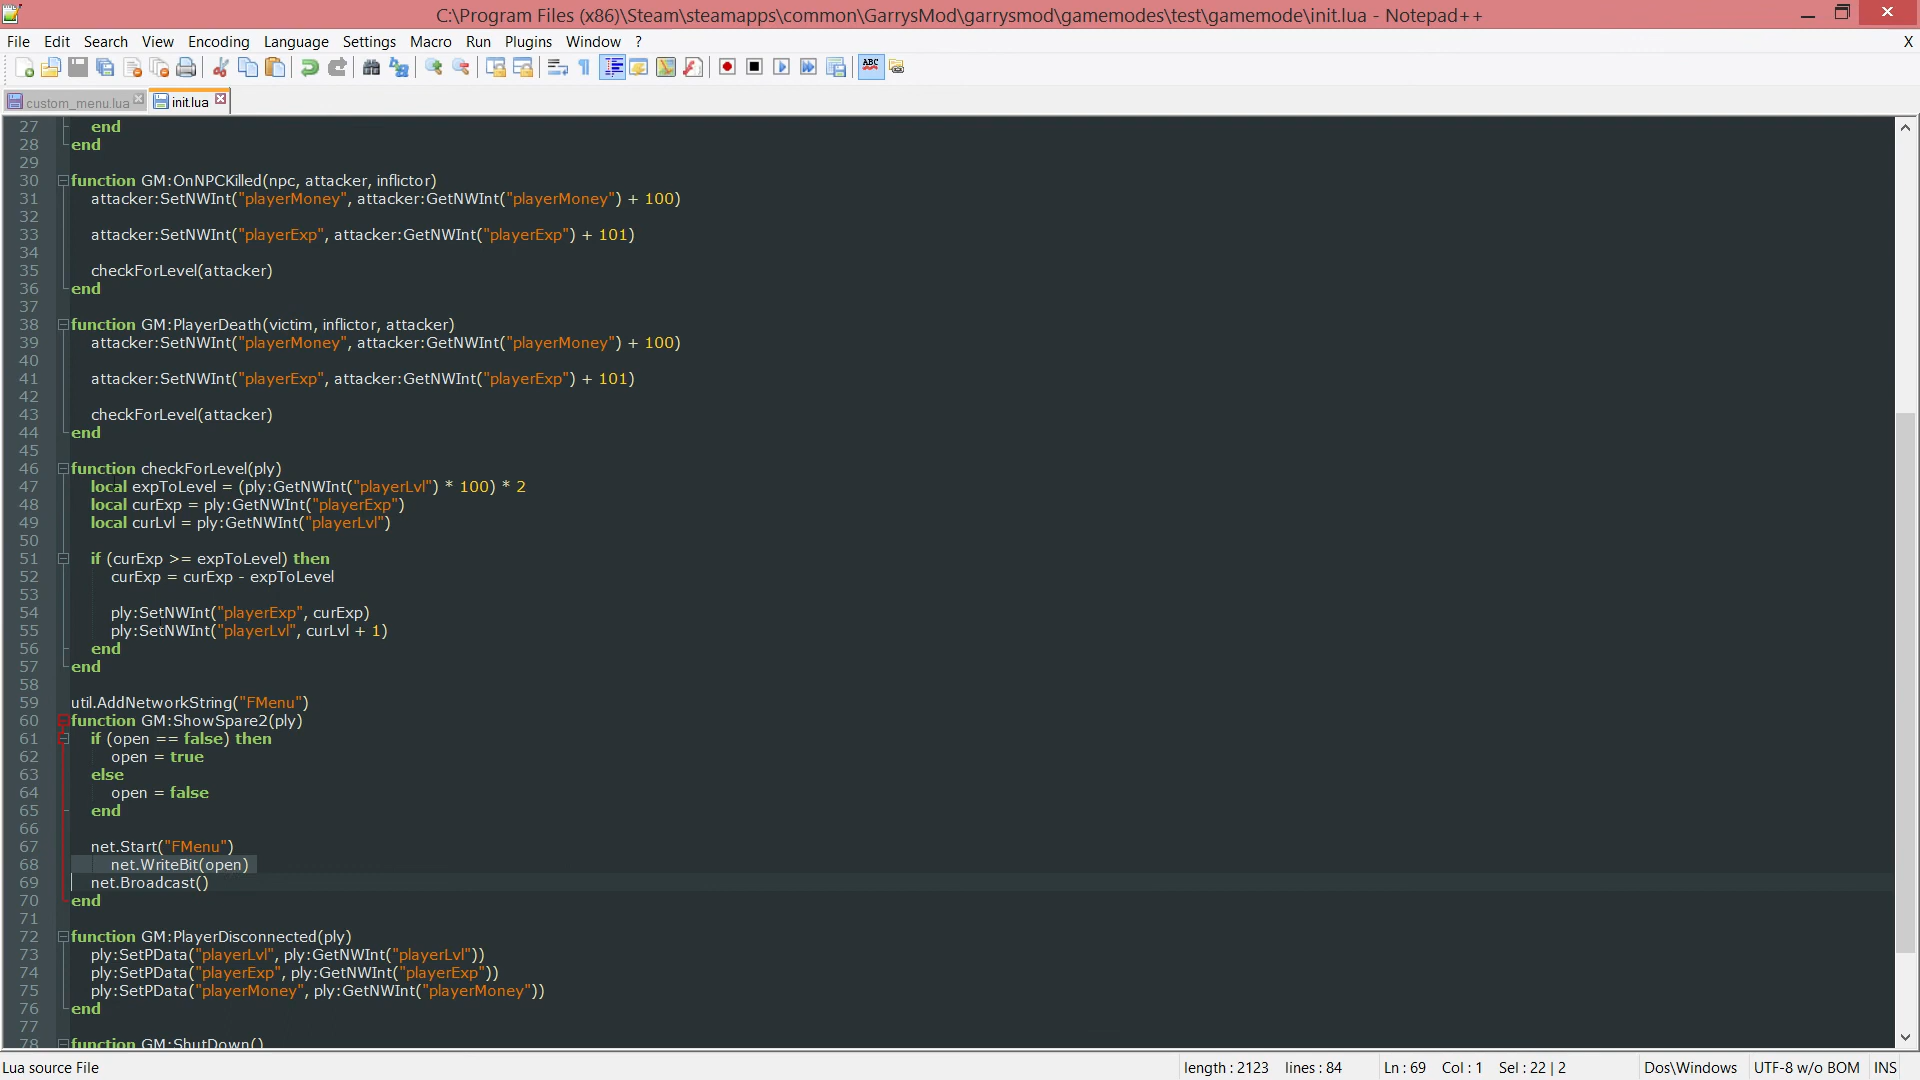 C:\Program Files (x86)\Steam\steamapps\common\GarrysMod\garrysmod\gamemodes\test\gamemode\init.lua - Notepad++
File Edit Search View Encoding Language Settings Macro Run Plugins Window ? X
ABC
custom_menu.lua init.lua
27 end
28 end
29
30 function GM:OnNPCKilled(npc, attacker, inflictor)
31 attacker:SetNWInt("playerMoney", attacker:GetNWInt("playerMoney") + 100)
32
33 attacker:SetNWInt("playerExp", attacker:GetNWInt("playerExp") + 101)
34
35 checkForLevel(attacker)
36 end
37
38 function GM:PlayerDeath(victim, inflictor, attacker)
39 attacker:SetNWInt("playerMoney", attacker:GetNWInt("playerMoney") + 100)
40
41 attacker:SetNWInt("playerExp", attacker:GetNWInt("playerExp") + 101)
42
43 checkForLevel(attacker)
44 end
45
46 function checkForLevel(ply)
47 local expToLevel = (ply:GetNWInt("playerLvl") * 100) * 2
48 local curExp = ply:GetNWInt("playerExp")
49 local curLvl = ply:GetNWInt("playerLvl")
50
51 if (curExp >= expToLevel) then
52 curExp = curExp - expToLevel
53
54 ply:SetNWInt("playerExp", curExp)
55 ply:SetNWInt("playerLvl", curLvl + 1)
56 end
57 end
58
59 util.AddNetworkString("FMenu")
60 function GM:ShowSpare2(ply)
61 if (open == false) then
62 open = true
63 else
64 open = false
65 end
66
67 net.Start("FMenu")
68 net.WriteBit(open)
69 net.Broadcast()
70 end
71
72 function GM:PlayerDisconnected(ply)
73 ply:SetPData("playerLvl", ply:GetNWInt("playerLvl"))
74 ply:SetPData("playerExp", ply:GetNWInt("playerExp"))
75 ply:SetPData("playerMoney", ply:GetNWInt("playerMoney"))
76 end
77
78 function GM:ShutDown()
Lua source File length : 2123 lines : 84 Ln : 69 Col : 1 Sel : 22 | 2 Dos\Windows UTF-8 w/o BOM INS